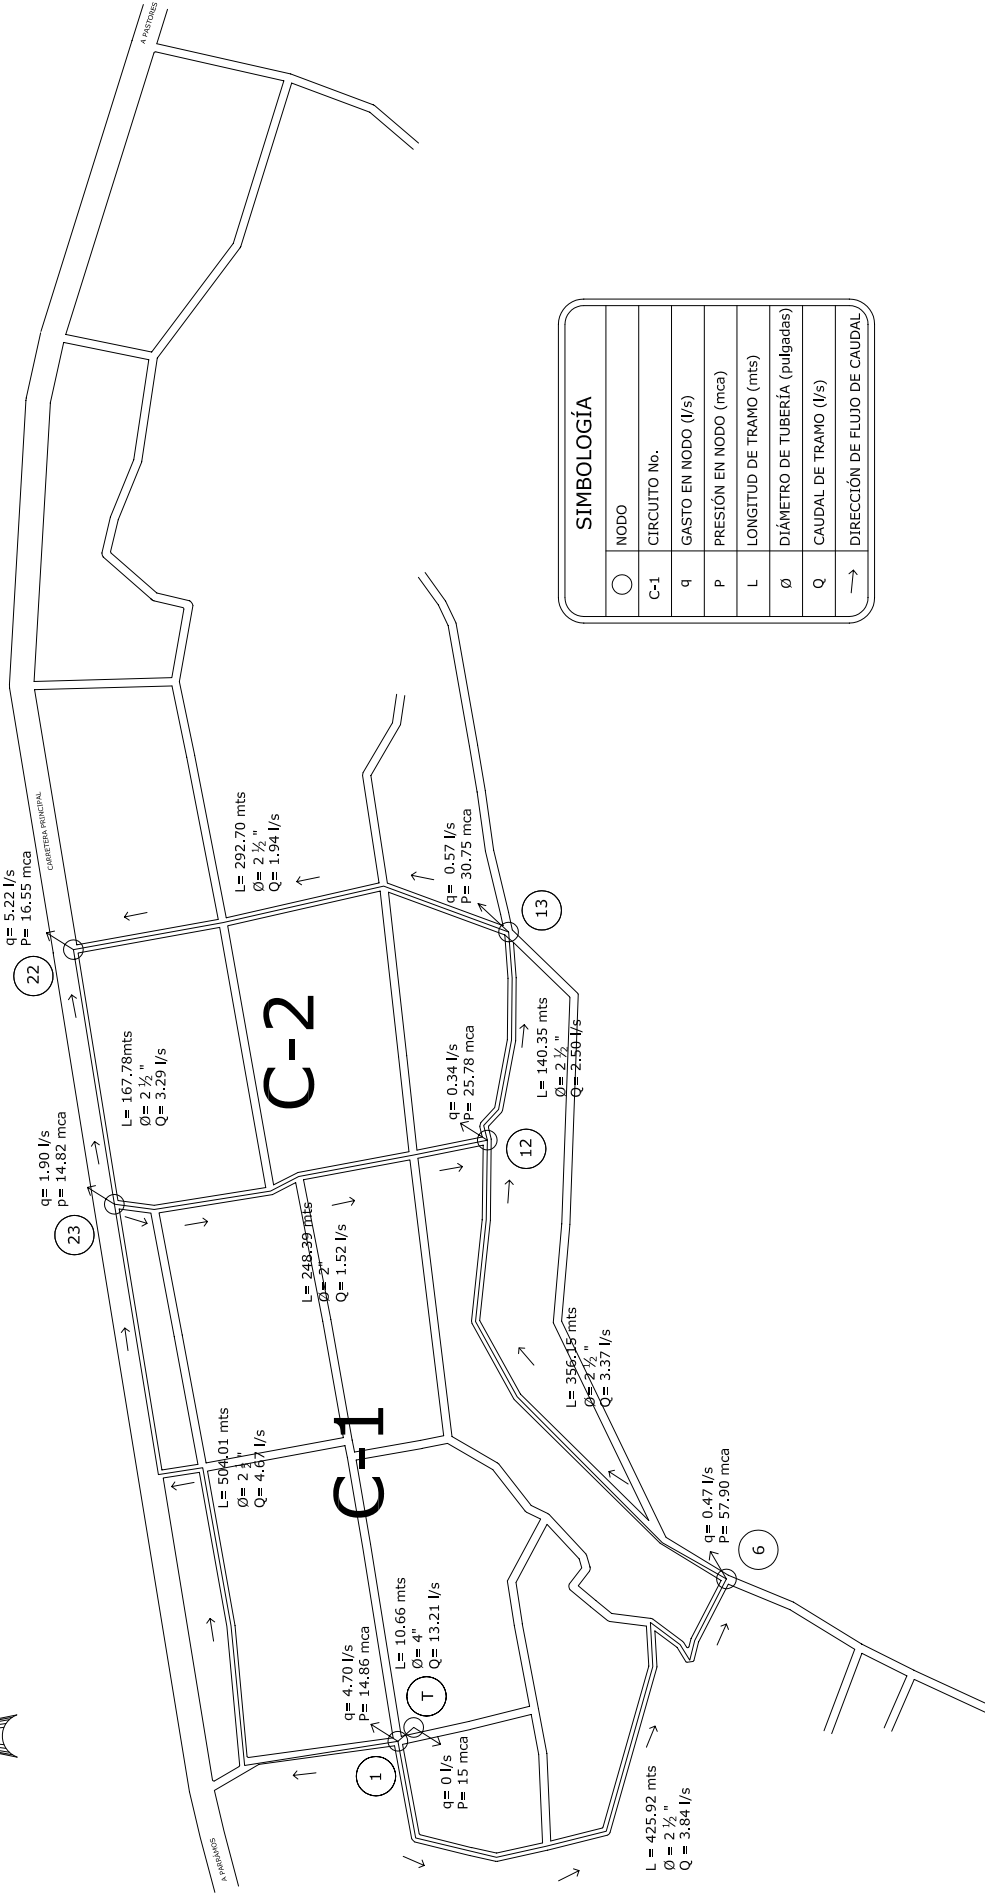 A PASTORES
CARRETERA PRINCIPAL
q= 5.22 l/s
P= 16.55 mca
22
L= 292.70 mts
Ø= 2 ½ "
Q= 1.94 l/s
q= 0.57 l/s
P= 30.75 mca
13
C-2
L= 167.78mts
Ø= 2 ½ "
Q= 3.29 l/s
q= 1.90 l/s
p= 14.82 mca
23
q= 0.34 l/s
P= 25.78 mca
12
L= 140.35 mts
Ø= 2 ½ "
Q= 2.50 l/s
L= 248.39 mts
Ø= 2"
Q= 1.52 l/s
L= 356.15 mts
Ø= 2 ½ "
Q= 3.37 l/s
C-1
L= 504.01 mts
Ø= 2 ½ "
Q= 4.67 l/s
q= 0.47 l/s
P= 57.90 mca
6
L= 10.66 mts
Ø= 4"
Q= 13.21 l/s
q= 4.70 l/s
P= 14.86 mca
T
1
q= 0 l/s
P= 15 mca
L = 425.92 mts
Ø = 2 ½ "
Q = 3.84 l/s
A PARRÁMOS
SIMBOLOGÍA
NODO
C-1 CIRCUITO No.
q GASTO EN NODO (l/s)
P PRESIÓN EN NODO (mca)
L LONGITUD DE TRAMO (mts)
Ø DIÁMETRO DE TUBERÍA (pulgadas)
Q CAUDAL DE TRAMO (l/s)
DIRECCIÓN DE FLUJO DE CAUDAL